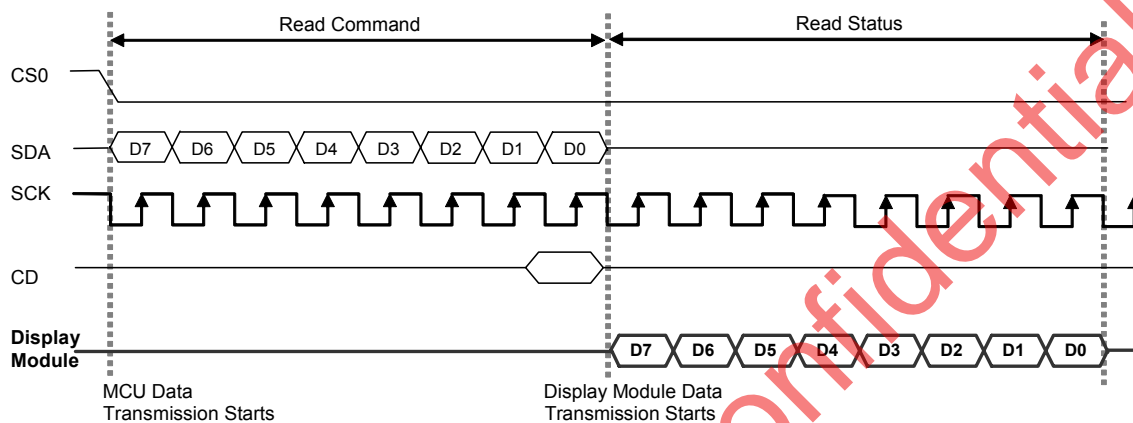 Read Command
Read Status
CS0
SDA
D7 D6 D5 D4 D3 D2 D1 D0
SCK
CD
Display
Module
D7 D6 D5 D4 D3 D2 D1 D0
MCU Data
Transmission Starts
Display Module Data
Transmission Starts
onfidential